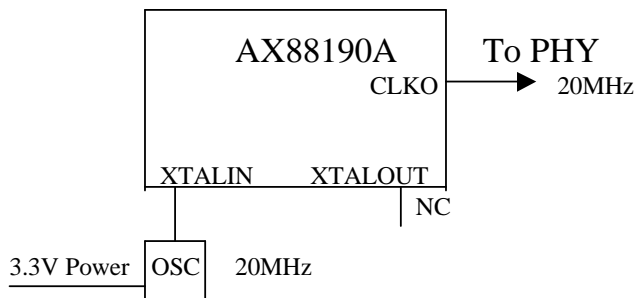 AX88190A
To PHY
CLKO
20MHz
XTALIN
XTALOUT
NC
3.3V Power
OSC
20MHz